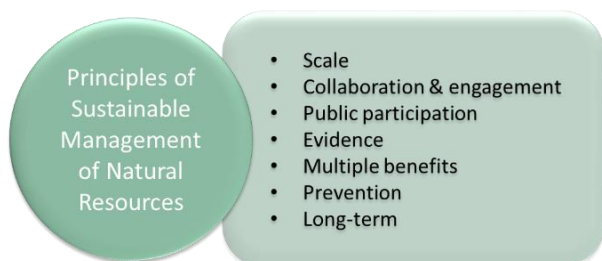 Principles of
Sustainable
Management
of Natural
Resources
• Scale
• Collaboration & engagement
• Public participation
• Evidence
• Multiple benefits
• Prevention
• Long-term